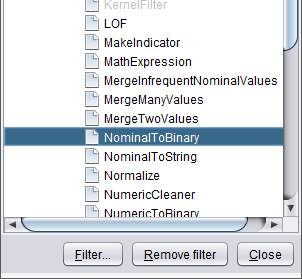 KernelFilter
LOF
MakeIndicator
MathExpression
MergeInfrequentNominalValues
MergeManyValues
MergeTwoValues
NominalToBinary
NominalToString
Normalize
NumericCleaner
NumericToBinary
Filter... Remove filter Close